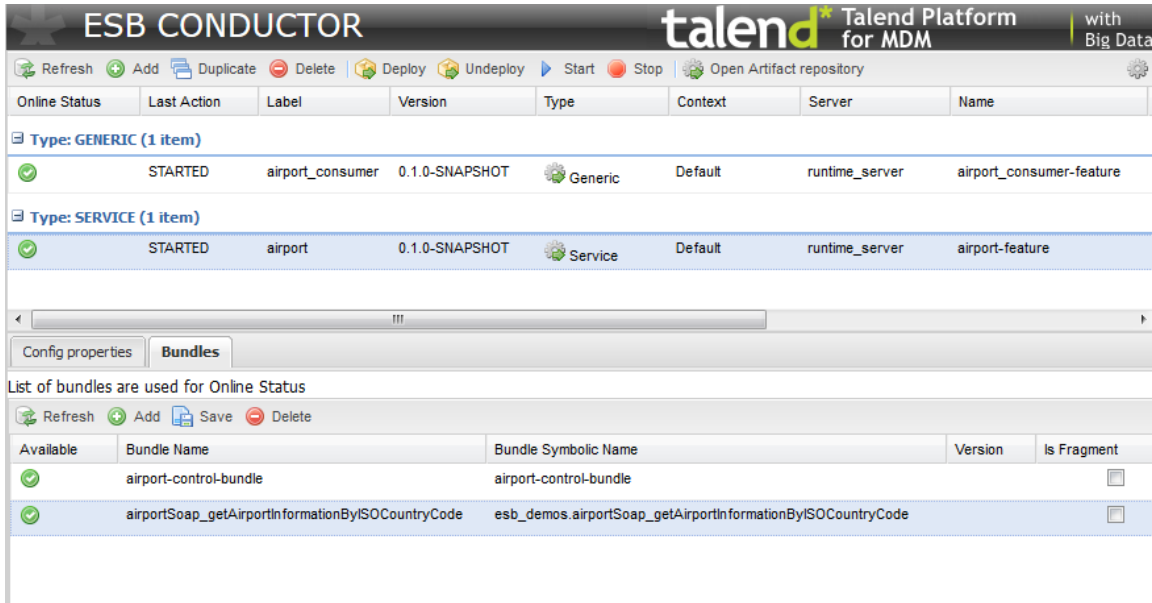 ESB CONDUCTOR
talend* Talend Platform for MDM
with Big Data
Refresh Add Duplicate Delete Deploy Undeploy Start Stop Open Artifact repository
Online Status Last Action Label Version Type Context Server Name
Type: GENERIC (1 item)
STARTED airport_consumer 0.1.0-SNAPSHOT Generic Default runtime_server airport_consumer-feature
Type: SERVICE (1 item)
STARTED airport 0.1.0-SNAPSHOT Service Default runtime_server airport-feature
Config properties Bundles
List of bundles are used for Online Status
Refresh Add Save Delete
Available Bundle Name Bundle Symbolic Name Version Is Fragment
airport-control-bundle airport-control-bundle
airportSoap_getAirportInformationByISOCountryCode esb_demos.airportSoap_getAirportInformationByISOCountryCode